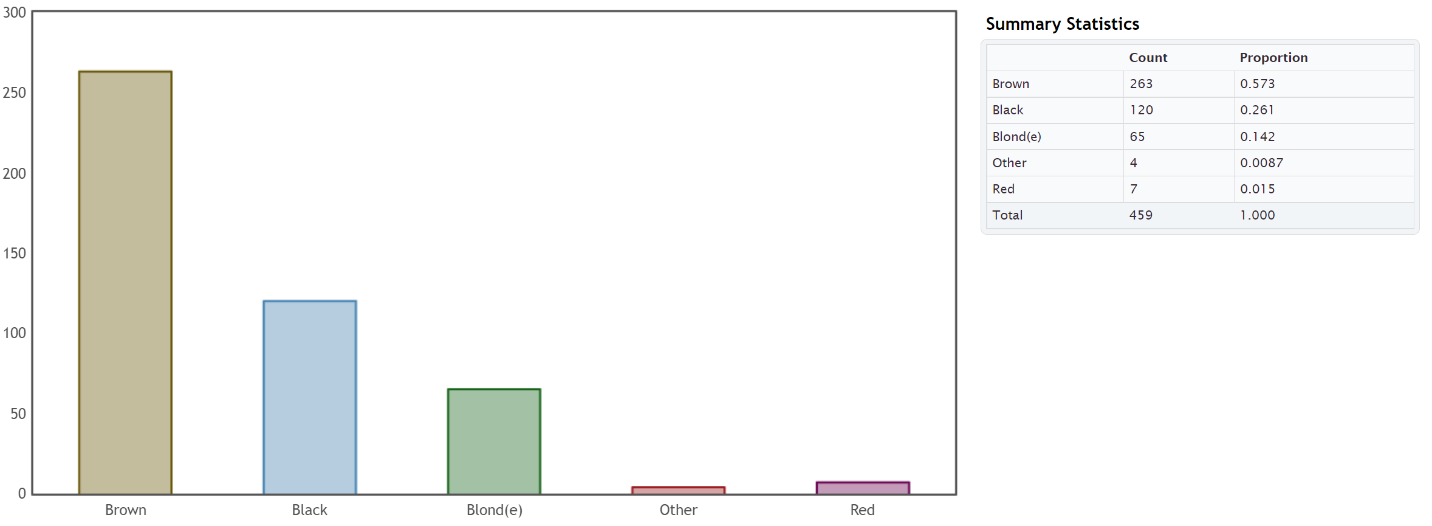 300
250
200
150
100
50
0
Brown Black Blond(e) Other Red
Summary Statistics
Count Proportion
Brown 263 0.573
Black 120 0.261
Blond(e) 65 0.142
Other 4 0.0087
Red 7 0.015
Total 459 1.000